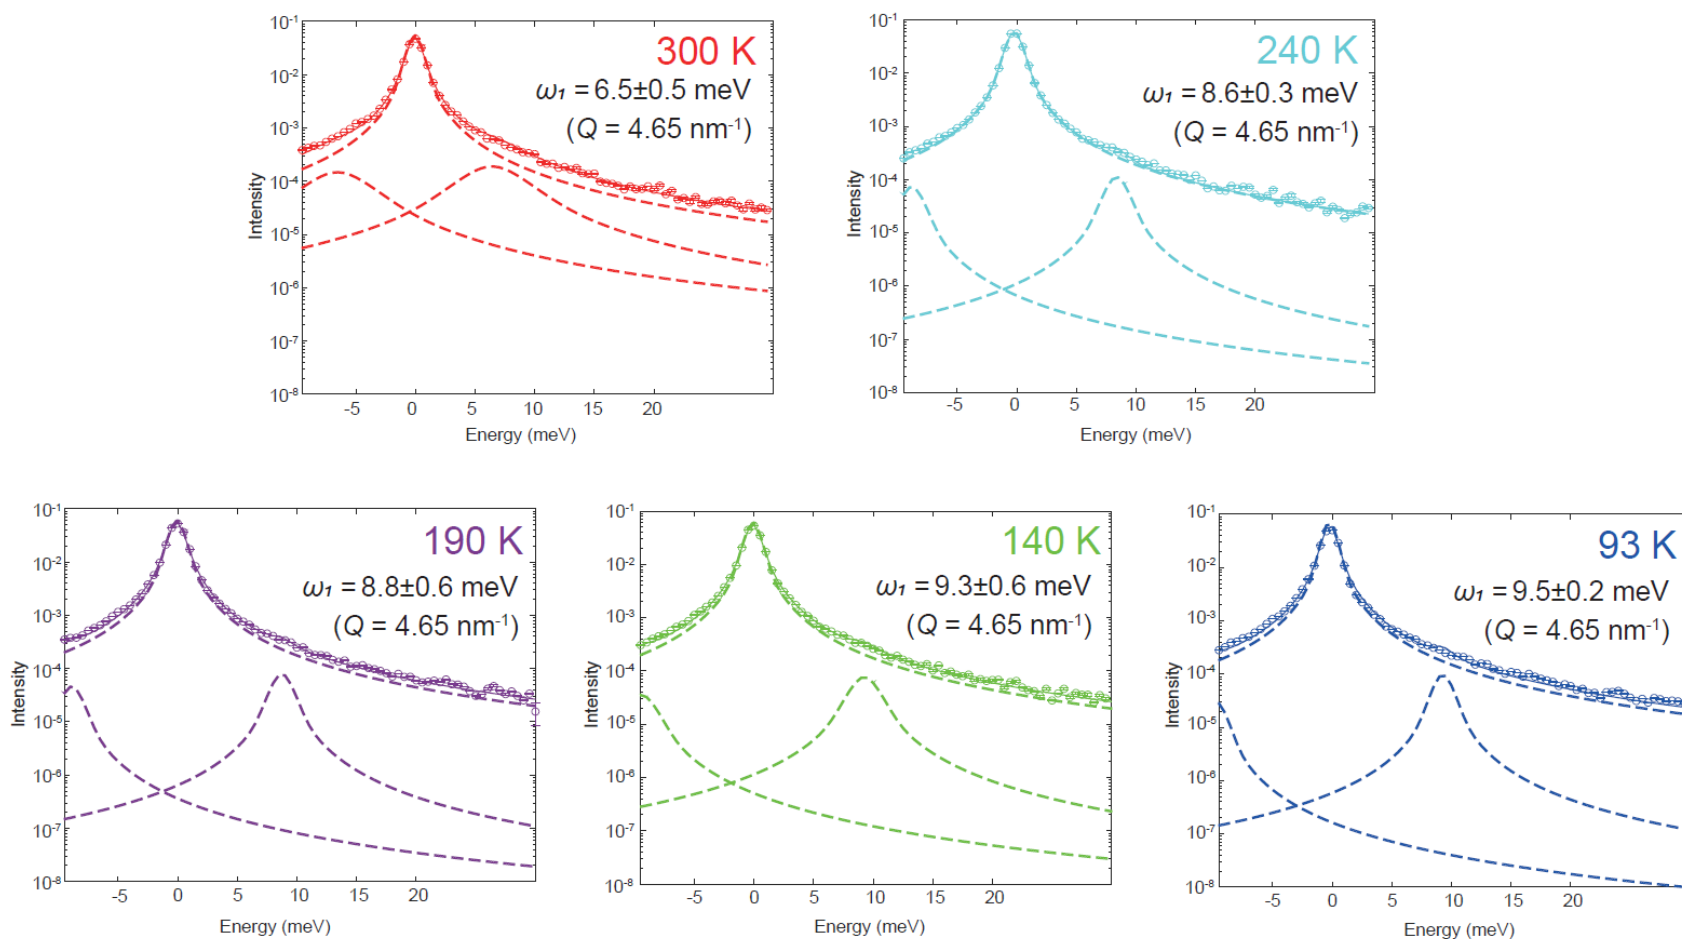 10⁻¹
10⁻²
10⁻³
10⁻⁴
10⁻⁵
10⁻⁶
10⁻⁷
10⁻⁸
Intensity
300 K
ω₁ = 6.5±0.5 meV
(Q = 4.65 nm⁻¹)
-5 0 5 10 15 20
Energy (meV)
10⁻¹
10⁻²
10⁻³
10⁻⁴
10⁻⁵
10⁻⁶
10⁻⁷
10⁻⁸
Intensity
240 K
ω₁ = 8.6±0.3 meV
(Q = 4.65 nm⁻¹)
-5 0 5 10 15 20
Energy (meV)
10⁻¹
10⁻²
10⁻³
10⁻⁴
10⁻⁵
10⁻⁶
10⁻⁷
10⁻⁸
Intensity
190 K
ω₁ = 8.8±0.6 meV
(Q = 4.65 nm⁻¹)
-5 0 5 10 15 20
Energy (meV)
10⁻¹
10⁻²
10⁻³
10⁻⁴
10⁻⁵
10⁻⁶
10⁻⁷
10⁻⁸
Intensity
140 K
ω₁ = 9.3±0.6 meV
(Q = 4.65 nm⁻¹)
-5 0 5 10 15 20
Energy (meV)
10⁻¹
10⁻²
10⁻³
10⁻⁴
10⁻⁵
10⁻⁶
10⁻⁷
10⁻⁸
Intensity
93 K
ω₁ = 9.5±0.2 meV
(Q = 4.65 nm⁻¹)
-5 0 5 10 15 20
Energy (meV)